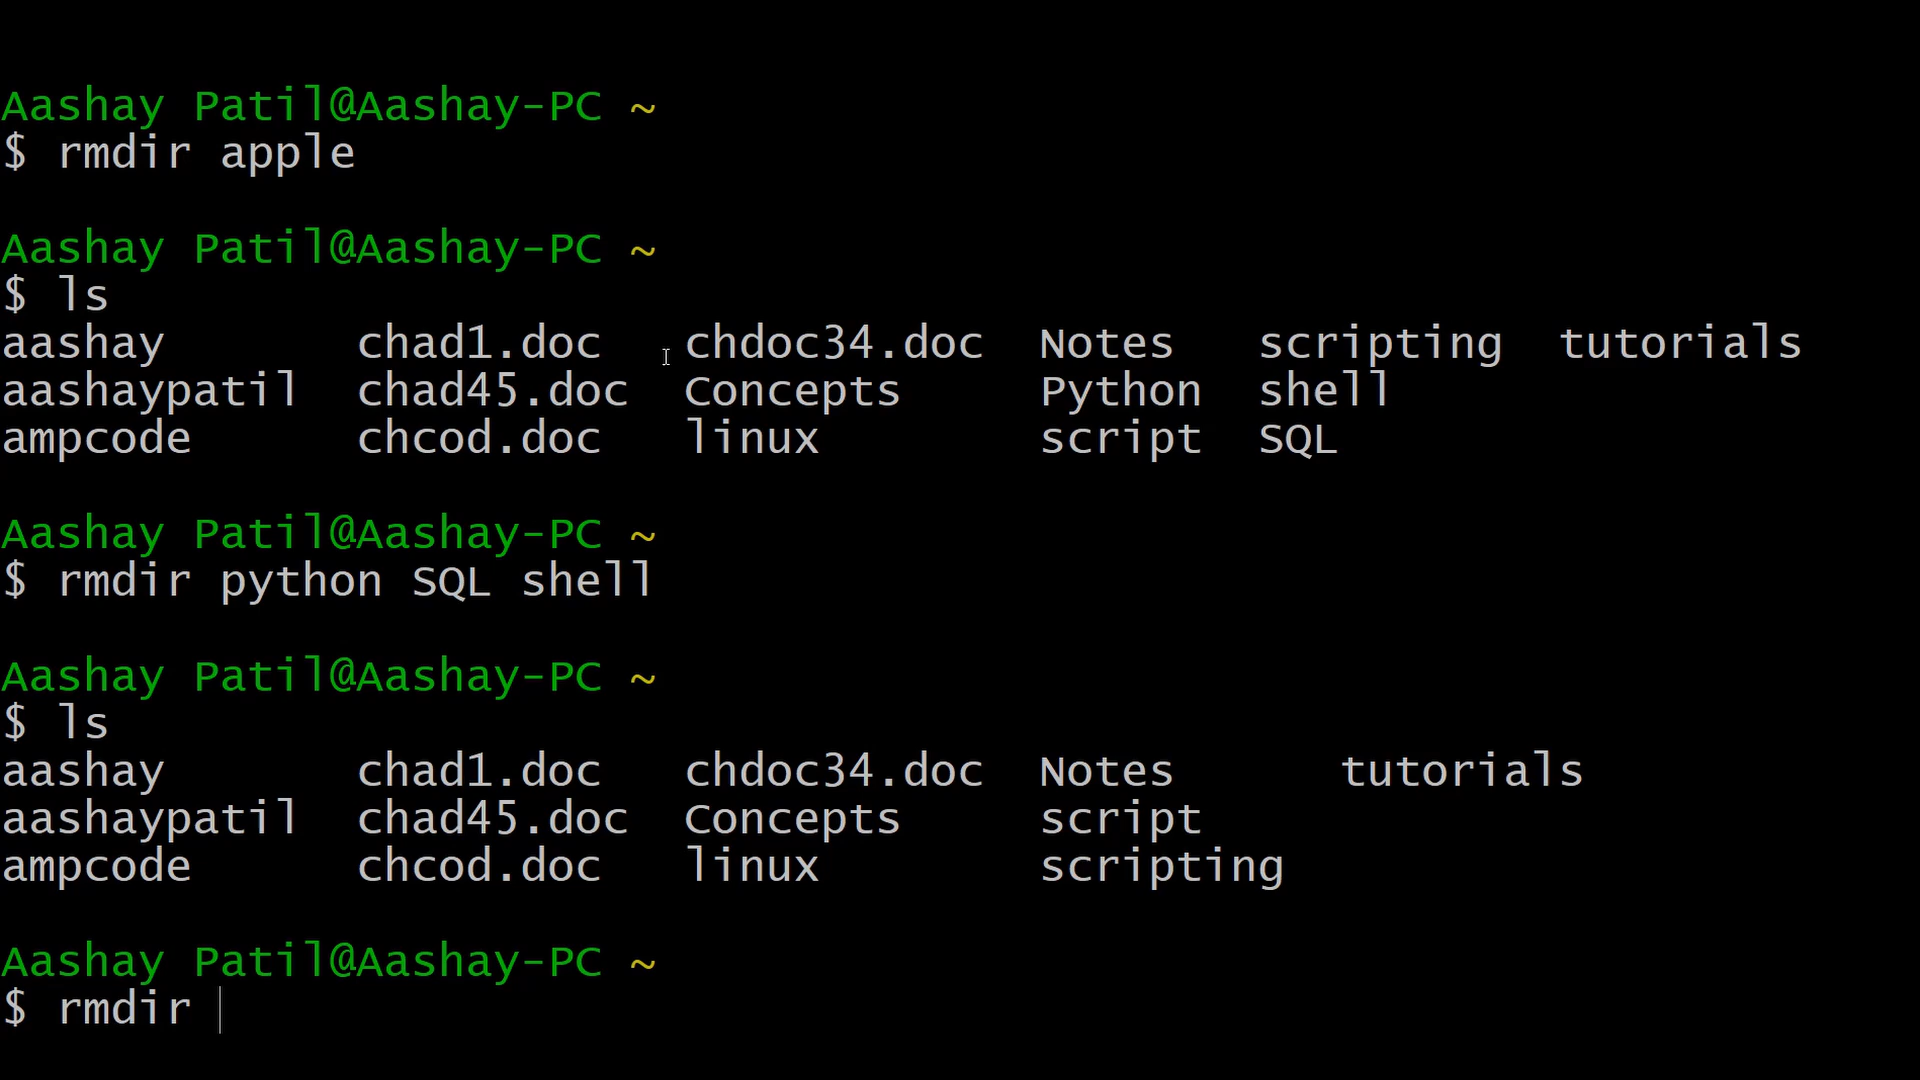 Aashay Patil@Aashay-PC ~
$ rmdir apple
Aashay Patil@Aashay-PC ~
$ ls
aashay chad1.doc chdoc34.doc Notes scripting tutorials
aashaypatil chad45.doc Concepts Python shell
ampcode chcod.doc linux script SQL
Aashay Patil@Aashay-PC ~
$ rmdir python SQL shell
Aashay Patil@Aashay-PC ~
$ ls
aashay chad1.doc chdoc34.doc Notes tutorials
aashaypatil chad45.doc Concepts script
ampcode chcod.doc linux scripting
Aashay Patil@Aashay-PC ~
$ rmdir